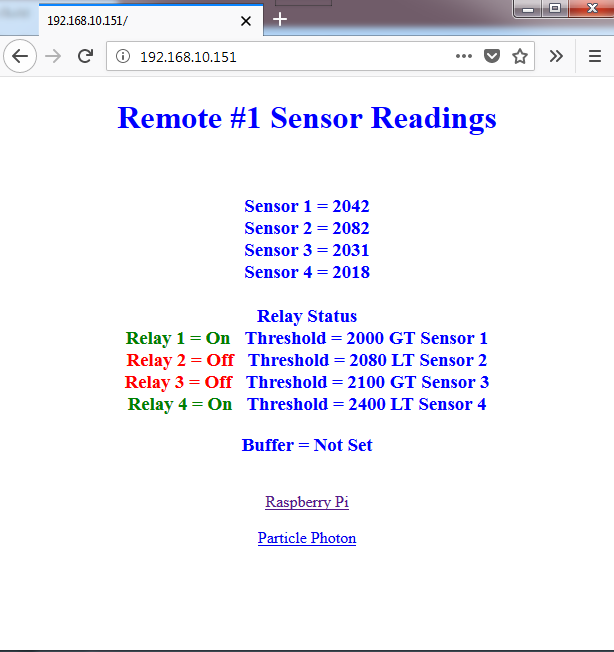 192.168.10.151/
192.168.10.151
Remote #1 Sensor Readings
Sensor 1 = 2042
Sensor 2 = 2082
Sensor 3 = 2031
Sensor 4 = 2018
Relay Status
Relay 1 = On Threshold = 2000 GT Sensor 1
Relay 2 = Off Threshold = 2080 LT Sensor 2
Relay 3 = Off Threshold = 2100 GT Sensor 3
Relay 4 = On Threshold = 2400 LT Sensor 4
Buffer = Not Set
Raspberry Pi
Particle Photon